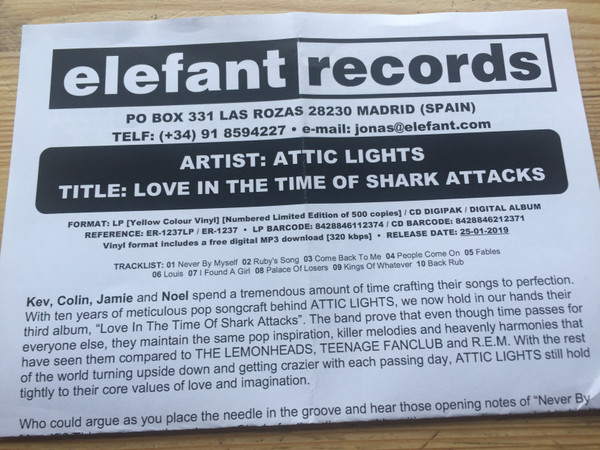 elefant records
PO BOX 331 LAS ROZAS 28230 MADRID (SPAIN)
TELF: (+34) 91 8594227 • e-mail: jonas@elefant.com
ARTIST: ATTIC LIGHTS
TITLE: LOVE IN THE TIME OF SHARK ATTACKS
FORMAT: LP [Yellow Colour Vinyl] [Numbered Limited Edition of 500 copies] / CD DIGIPAK / DIGITAL ALBUM
REFERENCE: ER-1237LP / ER-1237 • LP BARCODE: 8428846112374 / CD BARCODE: 8428846212371
Vinyl format includes a free digital MP3 download [320 kbps] • RELEASE DATE: 25-01-2019
TRACKLIST: 01 Never By Myself 02 Ruby's Song 03 Come Back To Me 04 People Come On 05 Fables
06 Louis 07 I Found A Girl 08 Palace Of Losers 09 Kings Of Whatever 10 Back Rub
Kev, Colin, Jamie and Noel spend a tremendous amount of time crafting their songs to perfection.
With ten years of meticulous pop songcraft behind ATTIC LIGHTS, we now hold in our hands their
third album, “Love In The Time Of Shark Attacks”. The band prove that even though time passes for
everyone else, they maintain the same pop inspiration, killer melodies and heavenly harmonies that
have seen them compared to THE LEMONHEADS, TEENAGE FANCLUB and R.E.M. With the rest
of the world turning upside down and getting crazier with each passing day, ATTIC LIGHTS still hold
tightly to their core values of love and imagination.
Who could argue as you place the needle in the groove and hear those opening notes of “Never By